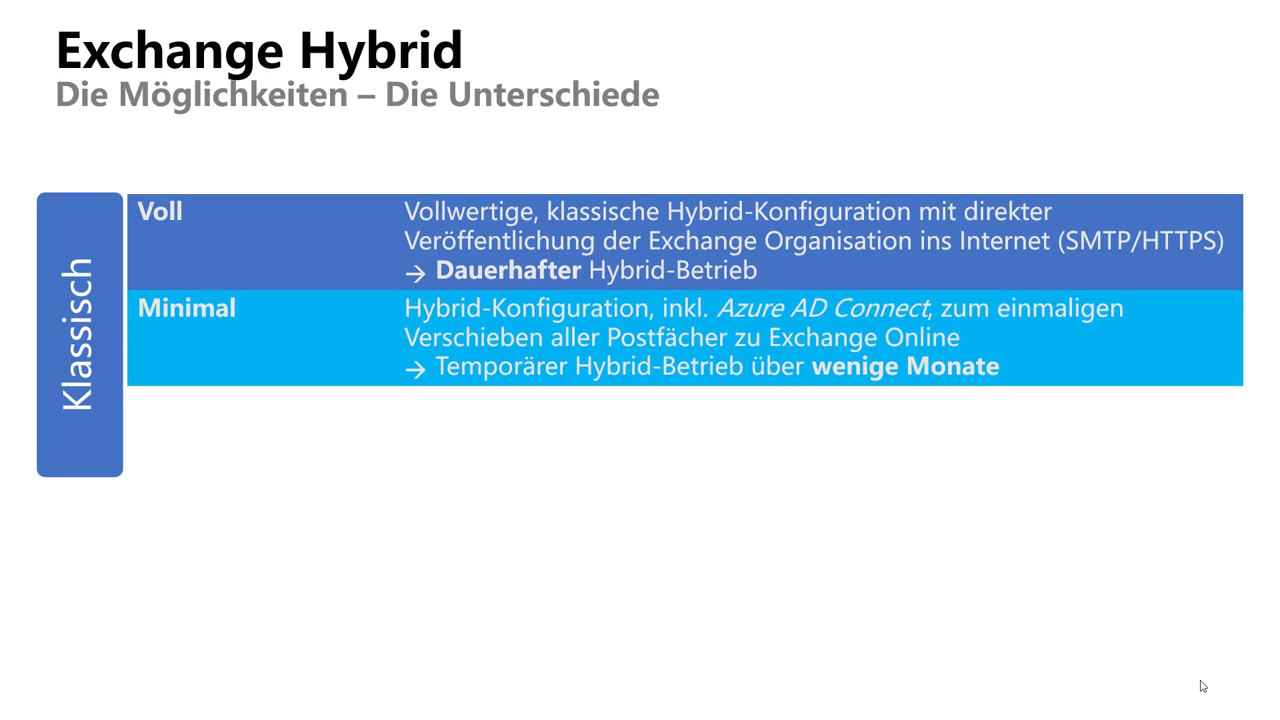 Exchange Hybrid
Die Möglichkeiten – Die Unterschiede
Klassisch
Voll
Vollwertige, klassische Hybrid-Konfiguration mit direkter
Veröffentlichung der Exchange Organisation ins Internet (SMTP/HTTPS)
→ Dauerhafter Hybrid-Betrieb
Minimal
Hybrid-Konfiguration, inkl. Azure AD Connect, zum einmaligen
Verschieben aller Postfächer zu Exchange Online
→ Temporärer Hybrid-Betrieb über wenige Monate